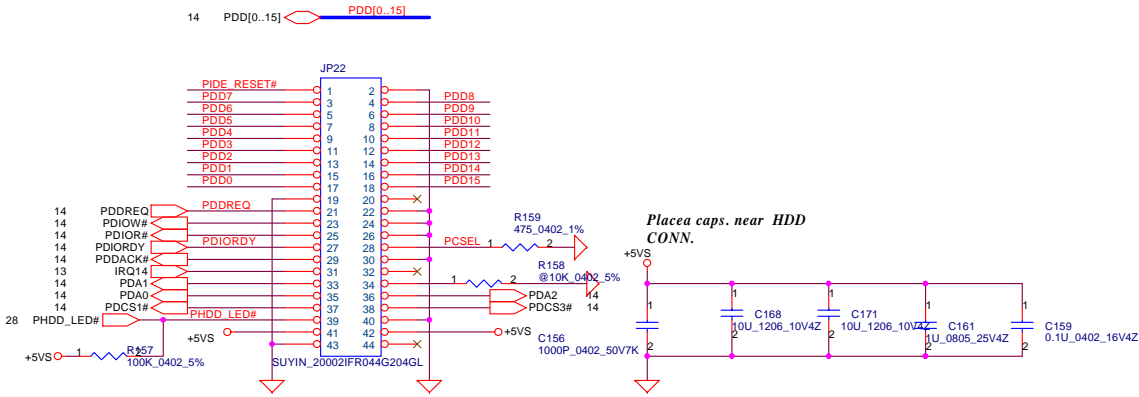 14 PDD[0..15] PDD[0..15]
JP22
PIDE_RESET# 1 2
PDD7 3 4 PDD8
PDD6 5 6 PDD9
PDD5 7 8 PDD10
PDD4 9 10 PDD11
PDD3 11 12 PDD12
PDD2 13 14 PDD13
PDD1 15 16 PDD14
PDD0 17 18 PDD15
19 20
14 PDDREQ PDDREQ 21 22
14 PDIOW# 23 24
14 PDIOR# 25 26
14 PDIORDY PDIORDY 27 28 PCSEL 1 2
R159
475_0402_1%
14 PDDACK# 29 30
13 IRQ14 31 32
14 PDA1 33 34 1 2
R158
@10K_0402_5%
14 PDA0 35 36 PDA2 14
14 PDCS1# 37 38 PDCS3# 14
28 PHDD_LED# PHDD_LED# 39 40
+5VS 41 42 +5VS
43 44
+5VS 1 2
R157
100K_0402_5%
SUYIN_20002IFR044G204GL
Placea caps. near HDD
CONN.
+5VS
1 1 1 1 1
C156
1000P_0402_50V7K
C168
10U_1206_10V4Z
C171
10U_1206_10V4Z
C161
1U_0805_25V4Z
C159
0.1U_0402_16V4Z
2 2 2 2 2